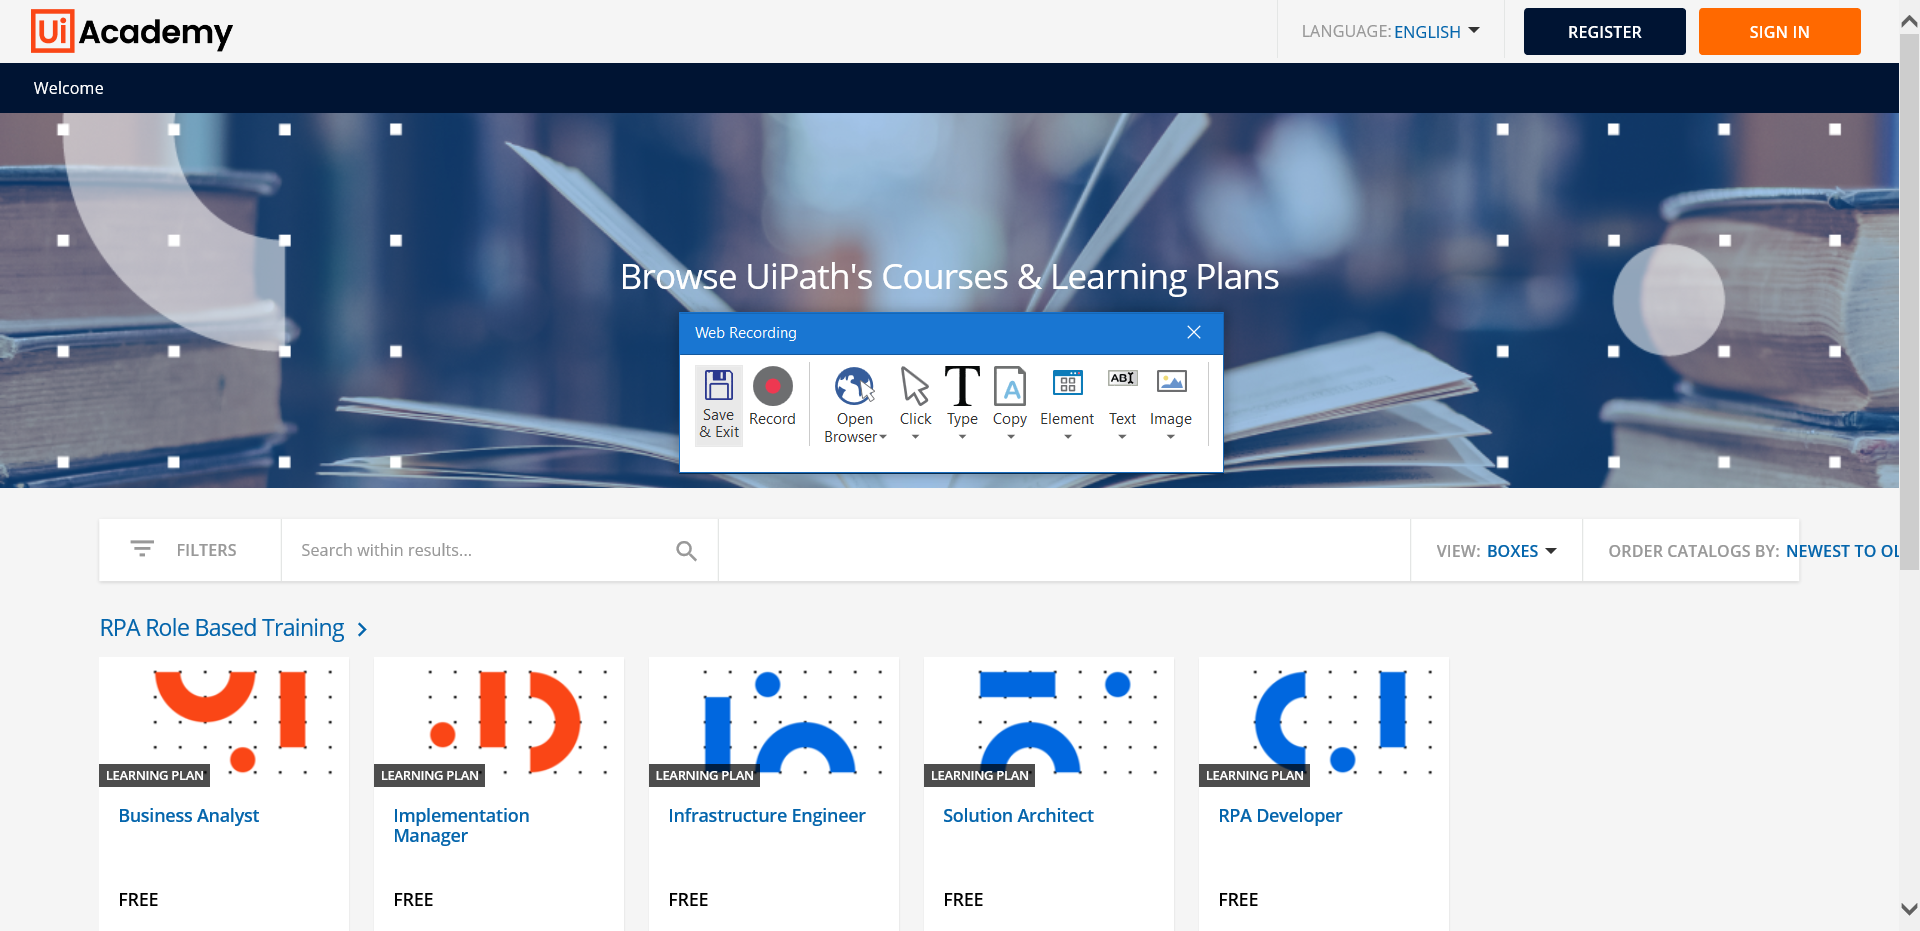 Ui Academy
LANGUAGE: ENGLISH
REGISTER
SIGN IN
Welcome
Browse UiPath's Courses & Learning Plans
Web Recording
Save
& Exit
Record
Open
Browser
Click
Type
Copy
Element
Text
Image
FILTERS
Search within results...
VIEW: BOXES
ORDER CATALOGS BY: NEWEST TO OL
RPA Role Based Training
LEARNING PLAN
Business Analyst
FREE
LEARNING PLAN
Implementation
Manager
FREE
LEARNING PLAN
Infrastructure Engineer
FREE
LEARNING PLAN
Solution Architect
FREE
LEARNING PLAN
RPA Developer
FREE